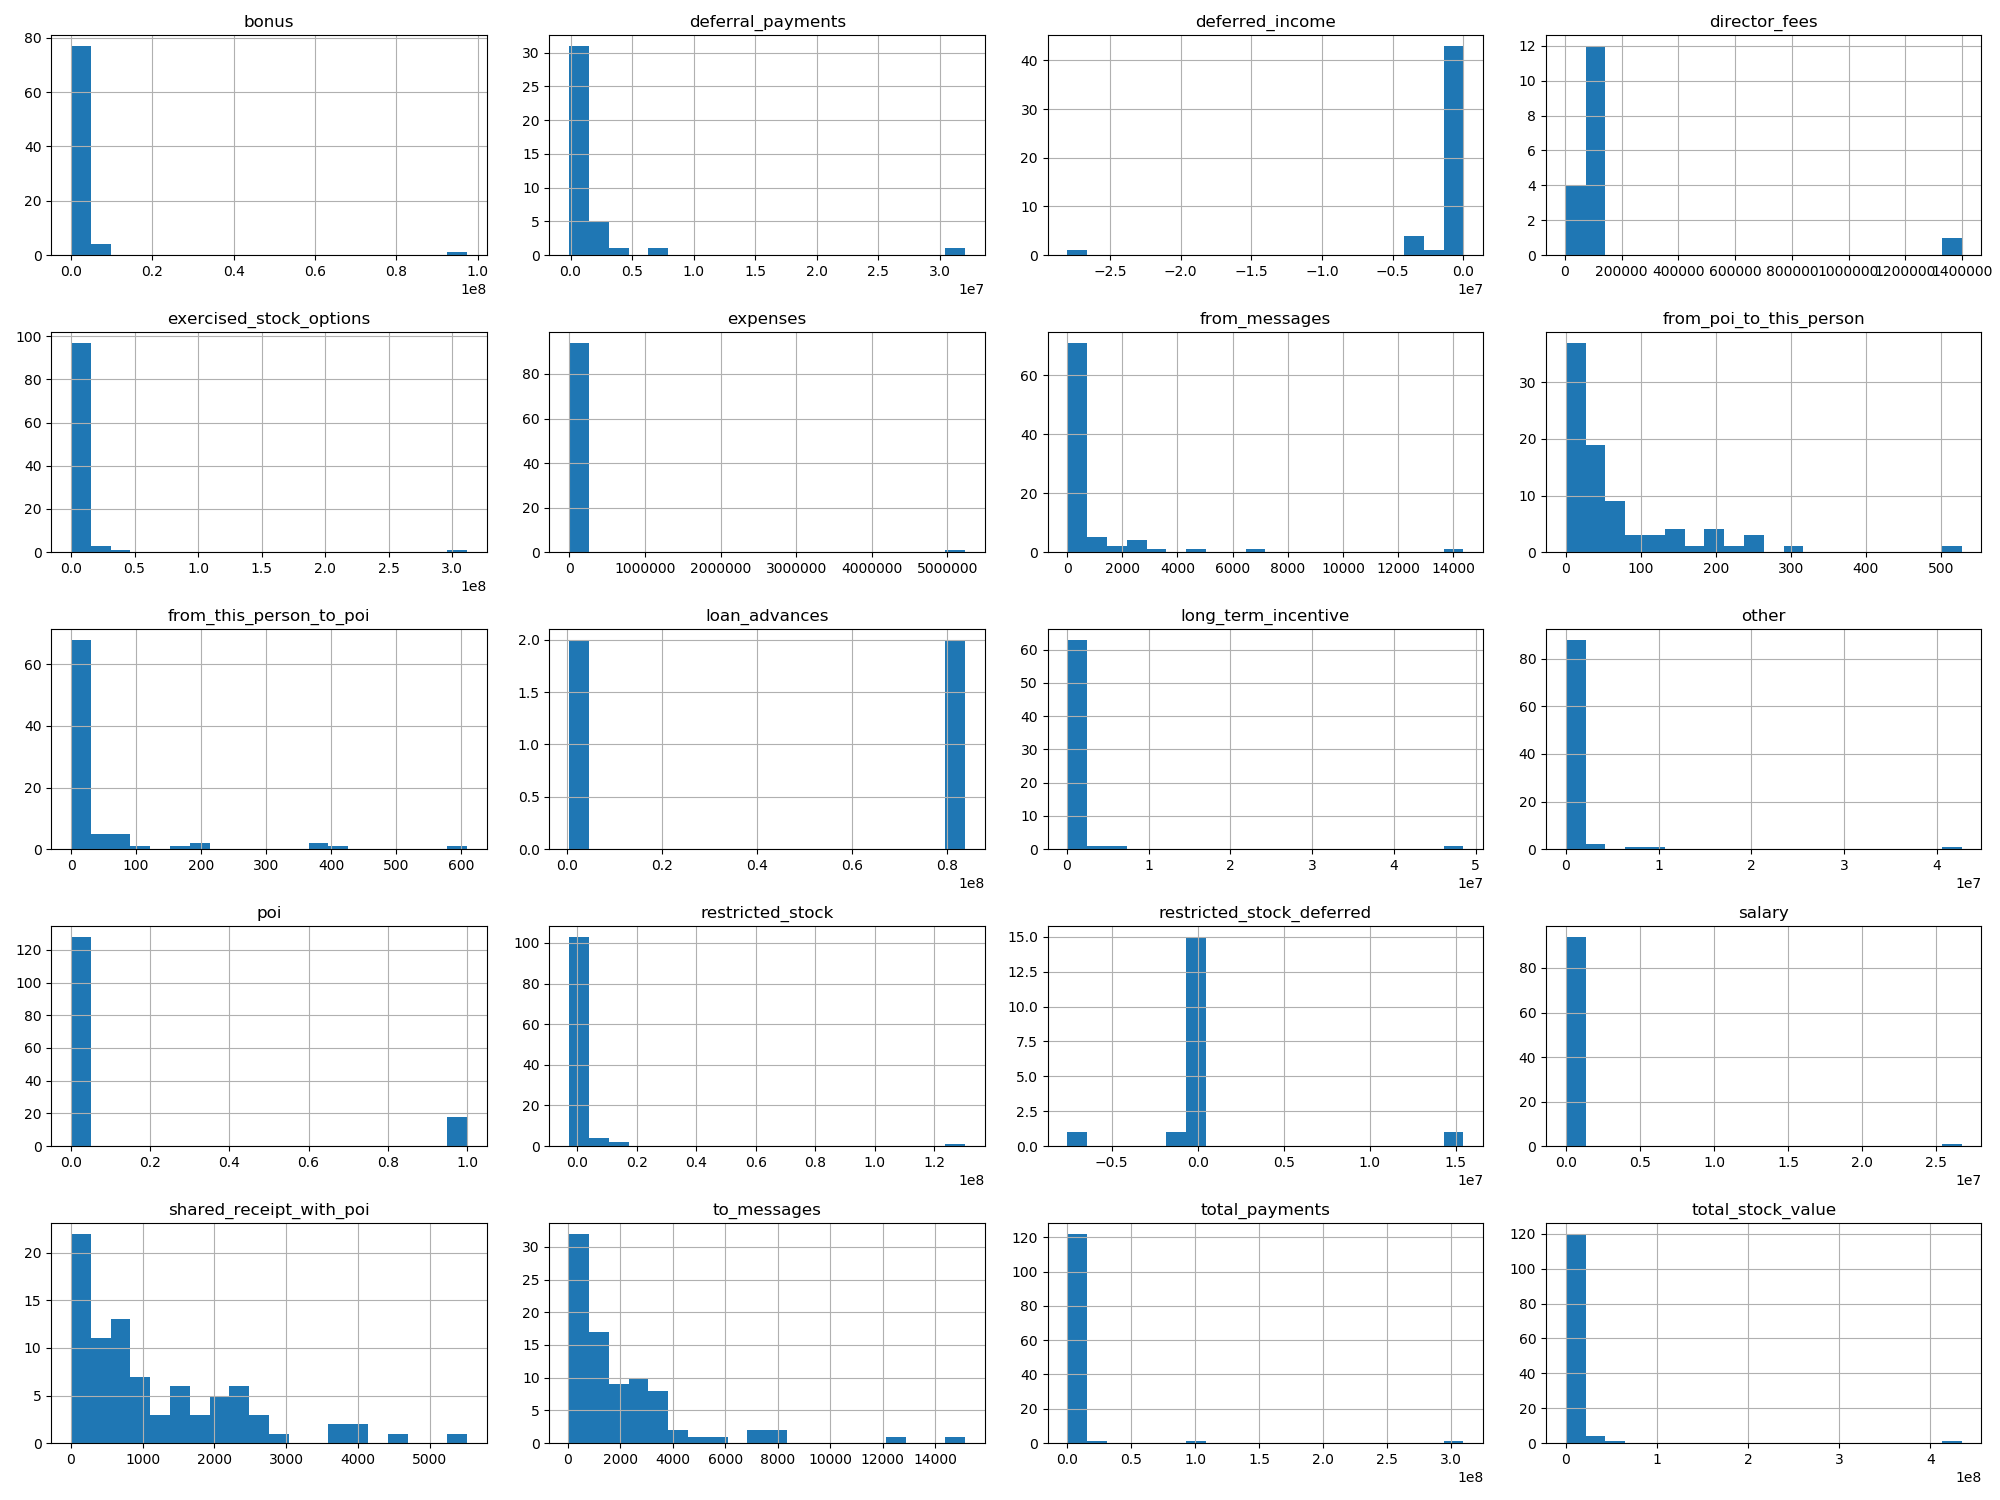 bonus
80
60
40
20
0
0.0 0.2 0.4 0.6 0.8 1.0
1e8
deferral_payments
30
25
20
15
10
5
0
0.0 0.5 1.0 1.5 2.0 2.5 3.0
1e7
deferred_income
40
30
20
10
0
−2.5 −2.0 −1.5 −1.0 −0.5 0.0
1e7
director_fees
12
10
8
6
4
2
0
0 200000 400000 600000 800000 1000000 1200000 1400000
exercised_stock_options
100
80
60
40
20
0
0.0 0.5 1.0 1.5 2.0 2.5 3.0
1e8
expenses
80
60
40
20
0
0 1000000 2000000 3000000 4000000 5000000
from_messages
60
40
20
0
0 2000 4000 6000 8000 10000 12000 14000
from_poi_to_this_person
30
20
10
0
0 100 200 300 400 500
from_this_person_to_poi
60
40
20
0
0 100 200 300 400 500 600
loan_advances
2.0
1.5
1.0
0.5
0.0
0.0 0.2 0.4 0.6 0.8
1e8
long_term_incentive
60
50
40
30
20
10
0
0 1 2 3 4 5
1e7
other
80
60
40
20
0
0 1 2 3 4
1e7
poi
120
100
80
60
40
20
0
0.0 0.2 0.4 0.6 0.8 1.0
restricted_stock
100
80
60
40
20
0
0.0 0.2 0.4 0.6 0.8 1.0 1.2
1e8
restricted_stock_deferred
15.0
12.5
10.0
7.5
5.0
2.5
0.0
−0.5 0.0 0.5 1.0 1.5
1e7
salary
80
60
40
20
0
0.0 0.5 1.0 1.5 2.0 2.5
1e7
shared_receipt_with_poi
20
15
10
5
0
0 1000 2000 3000 4000 5000
to_messages
30
25
20
15
10
5
0
0 2000 4000 6000 8000 10000 12000 14000
total_payments
120
100
80
60
40
20
0
0.0 0.5 1.0 1.5 2.0 2.5 3.0
1e8
total_stock_value
120
100
80
60
40
20
0
0 1 2 3 4
1e8